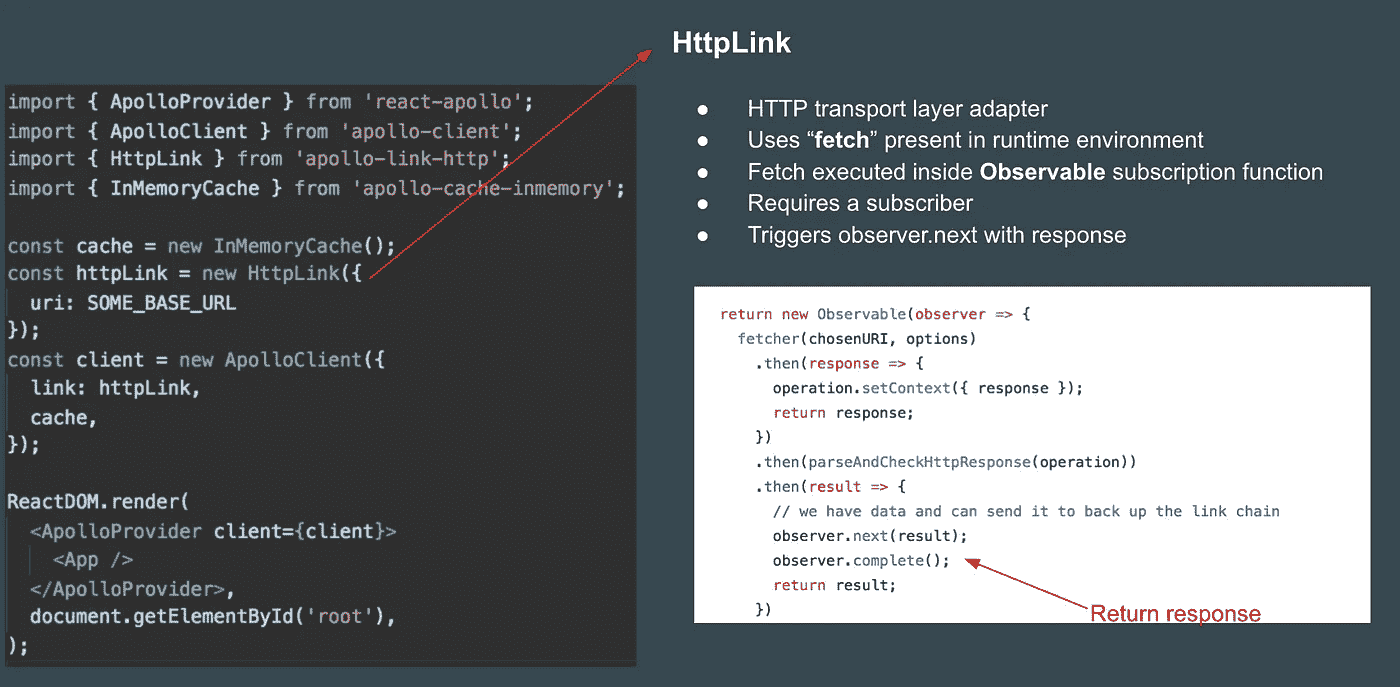 HttpLink
import { ApolloProvider } from 'react-apollo';
import { ApolloClient } from 'apollo-client';
import { HttpLink } from 'apollo-link-http';
import { InMemoryCache } from 'apollo-cache-inmemory';
const cache = new InMemoryCache();
const httpLink = new HttpLink({
  uri: SOME_BASE_URL
});
const client = new ApolloClient({
  link: httpLink,
  cache,
});
ReactDOM.render(
  <ApolloProvider client={client}>
    <App />
  </ApolloProvider>,
  document.getElementById('root'),
);
● HTTP transport layer adapter
● Uses “fetch” present in runtime environment
● Fetch executed inside Observable subscription function
● Requires a subscriber
● Triggers observer.next with response
return new Observable(observer => {
  fetcher(chosenURI, options)
    .then(response => {
      operation.setContext({ response });
      return response;
    })
    .then(parseAndCheckHttpResponse(operation))
    .then(result => {
      // we have data and can send it to back up the link chain
      observer.next(result);
      observer.complete();
      return result;
    })
Return response